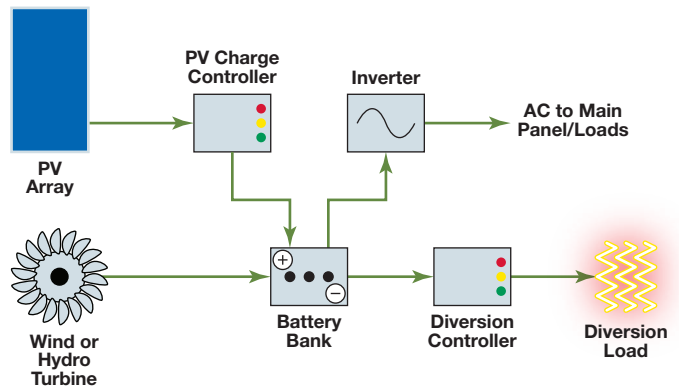 PV Charge
Controller
Inverter
AC to Main
Panel/Loads
PV
Array
+
−
Battery
Bank
Diversion
Controller
Diversion
Load
Wind or
Hydro
Turbine